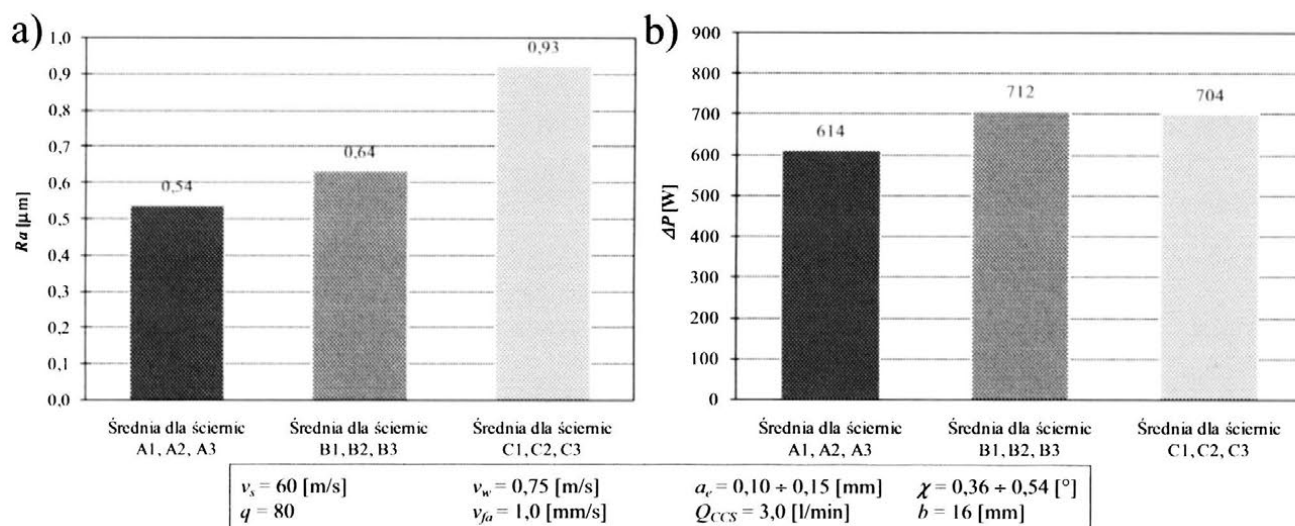 a)
Ra [µm]
1,0
0,9
0,8
0,7
0,6
0,5
0,4
0,3
0,2
0,1
0,0
0,54
0,64
0,93
Średnia dla ściernic
A1, A2, A3
Średnia dla ściernic
B1, B2, B3
Średnia dla ściernic
C1, C2, C3
b)
ΔP [W]
900
800
700
600
500
400
300
200
100
0
614
712
704
Średnia dla ściernic
A1, A2, A3
Średnia dla ściernic
B1, B2, B3
Średnia dla ściernic
C1, C2, C3
vs = 60 [m/s] vw = 0,75 [m/s] ae = 0,10 ÷ 0,15 [mm] χ = 0,36 ÷ 0,54 [°]
q = 80 vfa = 1,0 [mm/s] QCCS = 3,0 [l/min] b = 16 [mm]